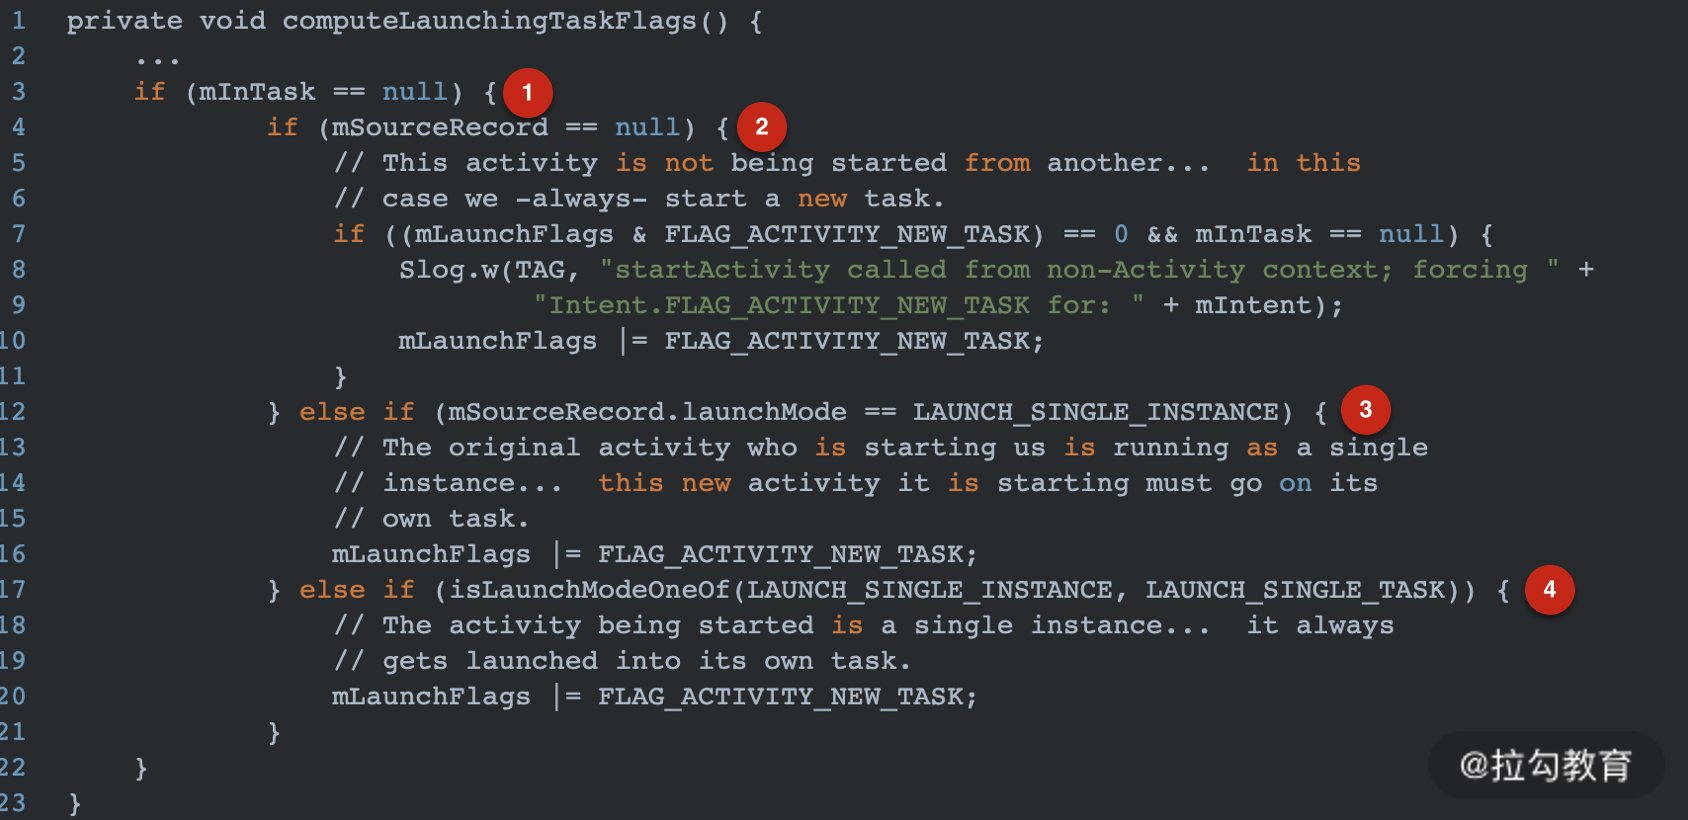 1 private void computeLaunchingTaskFlags() {
2 ...
3 if (mInTask == null) { 1
4 if (mSourceRecord == null) { 2
5 // This activity is not being started from another... in this
6 // case we -always- start a new task.
7 if ((mLaunchFlags & FLAG_ACTIVITY_NEW_TASK) == 0 && mInTask == null) {
8 Slog.w(TAG, "startActivity called from non-Activity context; forcing " +
9 "Intent.FLAG_ACTIVITY_NEW_TASK for: " + mIntent);
10 mLaunchFlags |= FLAG_ACTIVITY_NEW_TASK;
11 }
12 } else if (mSourceRecord.launchMode == LAUNCH_SINGLE_INSTANCE) { 3
13 // The original activity who is starting us is running as a single
14 // instance... this new activity it is starting must go on its
15 // own task.
16 mLaunchFlags |= FLAG_ACTIVITY_NEW_TASK;
17 } else if (isLaunchModeOneOf(LAUNCH_SINGLE_INSTANCE, LAUNCH_SINGLE_TASK)) { 4
18 // The activity being started is a single instance... it always
19 // gets launched into its own task.
20 mLaunchFlags |= FLAG_ACTIVITY_NEW_TASK;
21 }
22 }
23 }
@拉勾教育